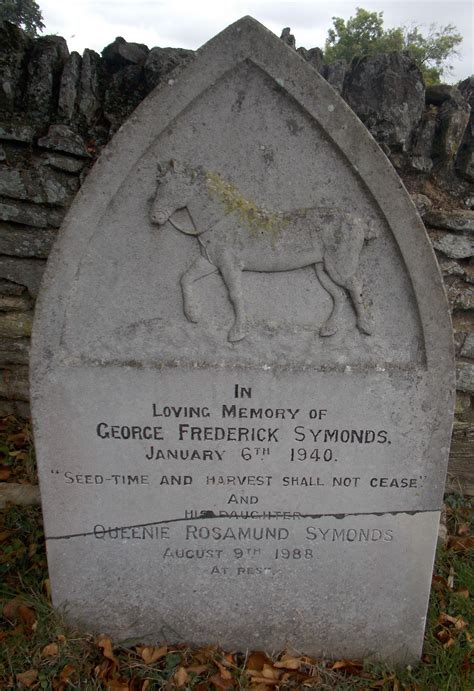 In
Loving Memory of
George Frederick Symonds.
January 6th 1940.
"Seed-time and harvest shall not cease"
And
His daughter
Queenie Rosamund Symonds
August 9th 1988
At rest.